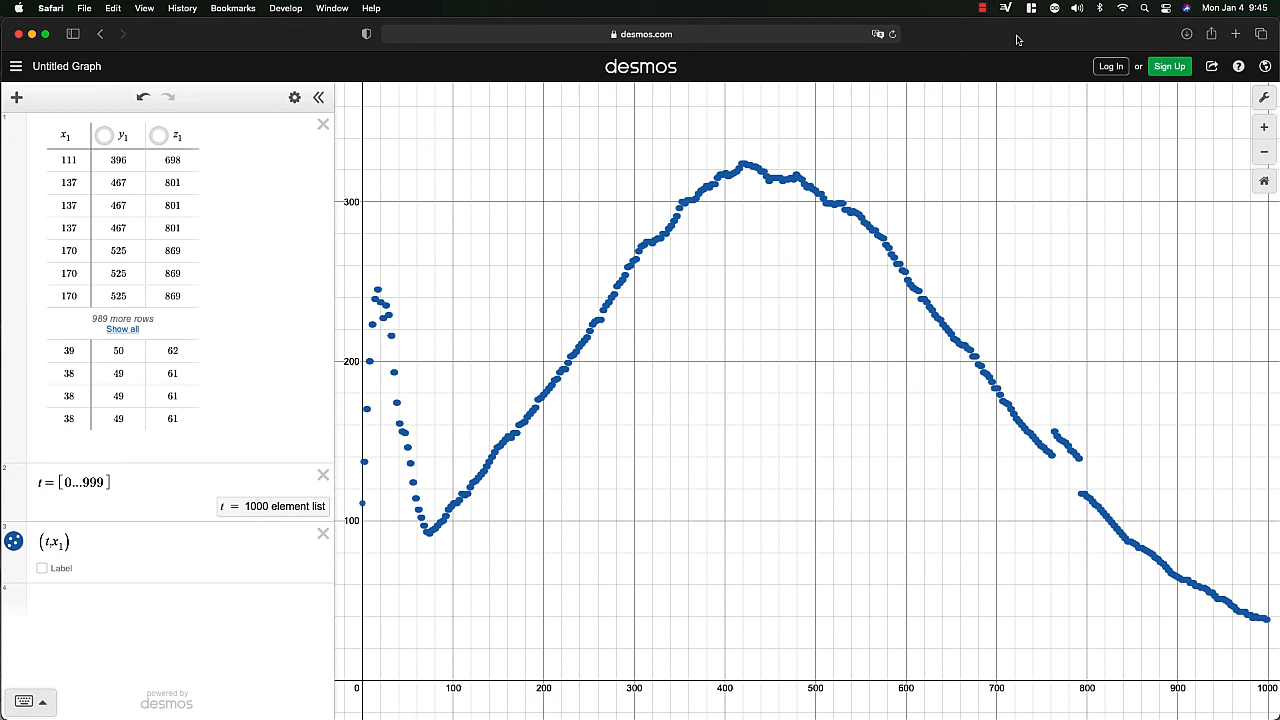 Safari File Edit View History Bookmarks Develop Window Help Mon Jan 4 9:45
desmos.com
Untitled Graph desmos Log In or Sign Up
1
x₁ y₁ z₁
111 396 698
137 467 801
137 467 801
137 467 801
170 525 869
170 525 869
170 525 869
989 more rows
Show all
39 50 62
38 49 61
38 49 61
38 49 61
2
t = [0...999]
t = 1000 element list
3
(t,x₁)
Label
4
powered by
desmos
300
200
100
0 100 200 300 400 500 600 700 800 900 1000